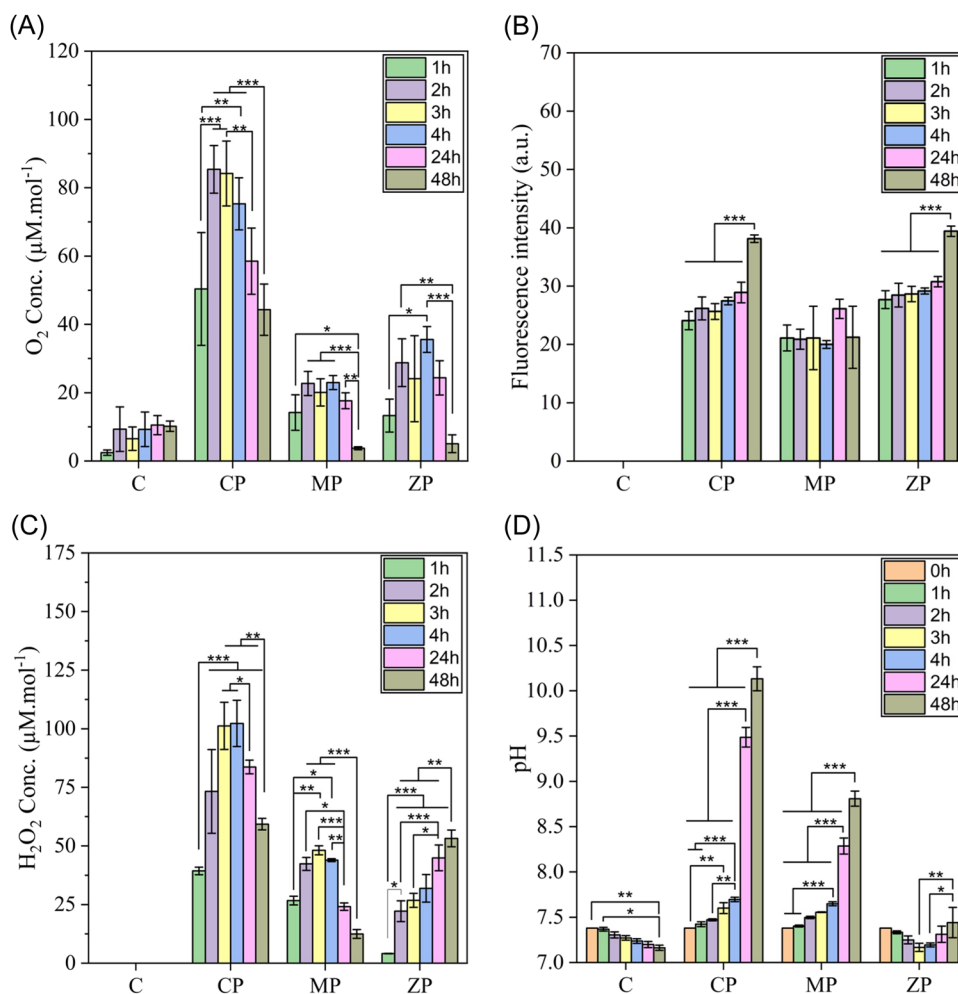 (A)
120
100
80
60
40
20
0
O₂ Conc. (µM.mol⁻¹)
C CP MP ZP
1h
2h
3h
4h
24h
48h
***
**
***
**
*
***
**
**
***
*
(B)
70
60
50
40
30
20
10
0
Fluorescence intensity (a.u.)
C CP MP ZP
1h
2h
3h
4h
24h
48h
***
***
(C)
175
150
125
100
75
50
25
0
H₂O₂ Conc. (µM.mol⁻¹)
C CP MP ZP
1h
2h
3h
4h
24h
48h
**
***
*
***
*
**
*
***
**
**
***
***
*
*
(D)
11.5
11.0
10.5
10.0
9.5
9.0
8.5
8.0
7.5
7.0
pH
C CP MP ZP
0h
1h
2h
3h
4h
24h
48h
**
*
***
***
***
**
**
***
***
***
**
*